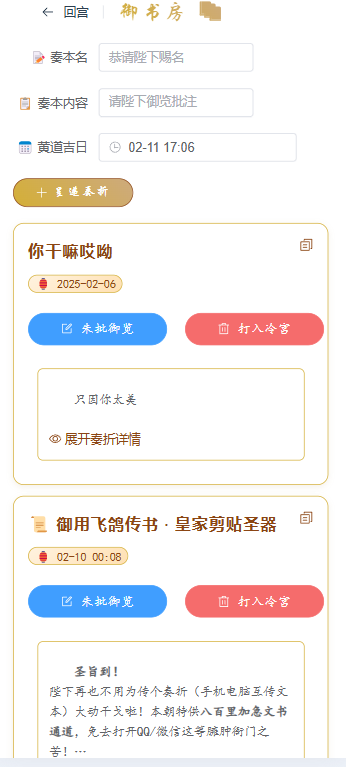 ← 回宫 | 御书房
奏本名 恭请陛下赐名
奏本内容 请陛下御览批注
黄道吉日 02-11 17:06
+ 呈递奏折
你干嘛哎呦
2025-02-06
朱批御览 打入冷宫
只因你太美
展开奏折详情
御用飞鸽传书 · 皇家剪贴圣器
02-10 00:08
朱批御览 打入冷宫
圣旨到！
陛下再也不用为传个奏折（手机电脑互传文
本）大动干戈啦！本朝特供八百里加急文书
通道，免去打开QQ/微信这等腌臜衙门之
苦！…